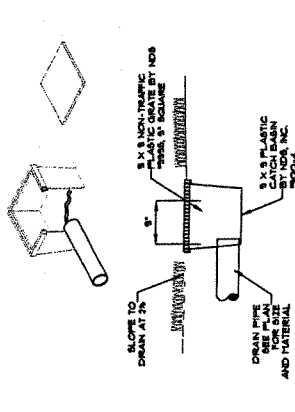 9 X 9 NON-TRAFFIC
PLASTIC GRATE BY NDS
9" SQUARE
9"
SLOPE TO
DRAIN AT 2%
9 X 9 PLASTIC
CATCH BASIN
BY NDS, INC.
DRAIN PIPE
SEE PLAN
FOR SIZE
AND MATERIAL